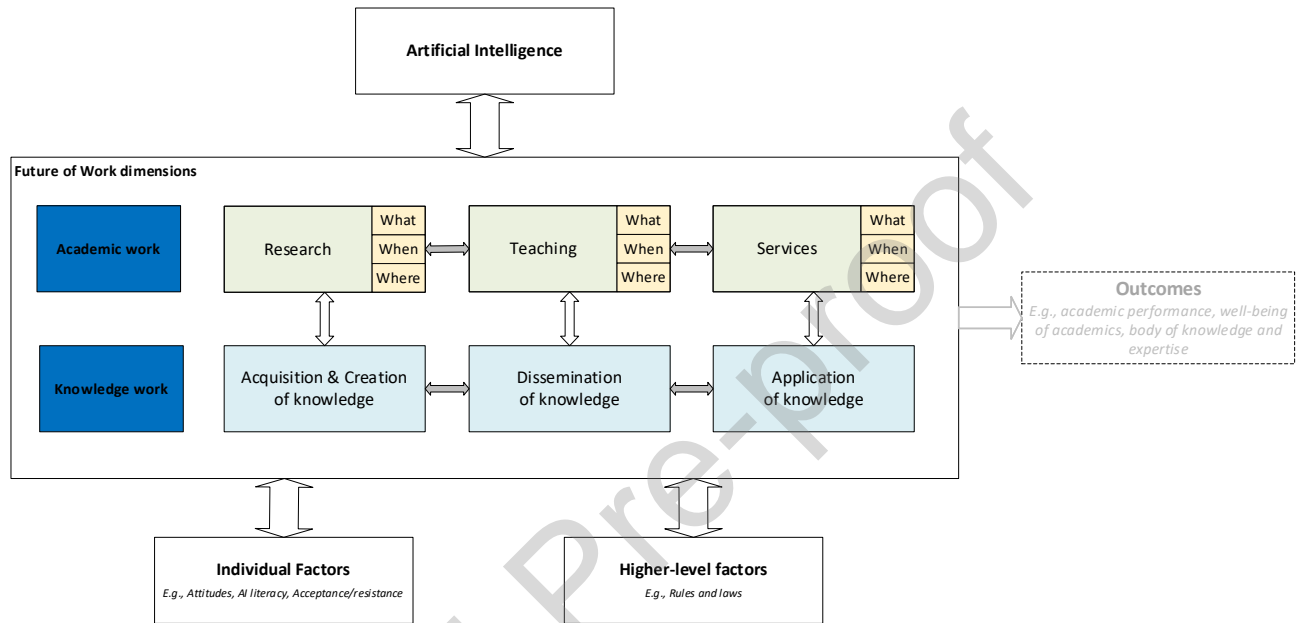 Artificial Intelligence
Future of Work dimensions
Academic work
Research
What
When
Where
Teaching
What
When
Where
Services
What
When
Where
Outcomes
E.g., academic performance, well-being
of academics, body of knowledge and
expertise
Knowledge work
Acquisition & Creation
of knowledge
Dissemination
of knowledge
Application
of knowledge
Individual Factors
E.g., Attitudes, AI literacy, Acceptance/resistance
Higher-level factors
E.g., Rules and laws
Pre-proof